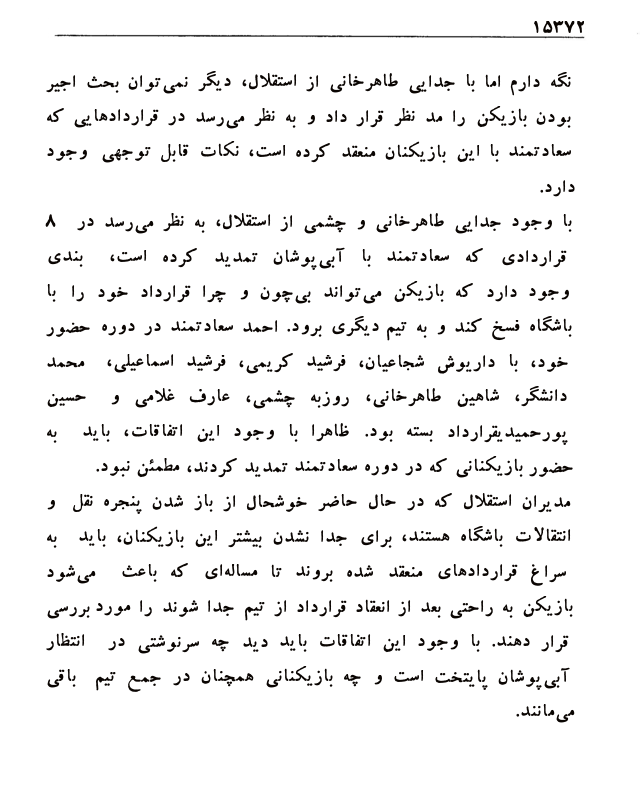 ۱۵۳۷۲
نگه دارم اما با جدایی طاهرخانی از استقلال، دیگر نمی‌توان بحث اجیر
بودن بازیکن را مد نظر قرار داد و به نظر می‌رسد در قراردادهایی که
سعادتمند با این بازیکنان منعقد کرده است، نکات قابل توجهی وجود
دارد.
با وجود جدایی طاهرخانی و چشمی از استقلال، به نظر می‌رسد در ۸
قراردادی که سعادتمند با آبی‌پوشان تمدید کرده است، بندی
وجود دارد که بازیکن می‌تواند بی‌چون و چرا قرارداد خود را با
باشگاه فسخ کند و به تیم دیگری برود. احمد سعادتمند در دوره حضور
خود، با داریوش شجاعیان، فرشید کریمی، فرشید اسماعیلی، محمد
دانشگر، شاهین طاهرخانی، روزبه چشمی، عارف غلامی و حسین
پورحمیدیقرارداد بسته بود. ظاهرا با وجود این اتفاقات، باید به
حضور بازیکنانی که در دوره سعادتمند تمدید کردند، مطمئن نبود.
مدیران استقلال که در حال حاضر خوشحال از باز شدن پنجره نقل و
انتقالات باشگاه هستند، برای جدا نشدن بیشتر این بازیکنان، باید به
سراغ قراردادهای منعقد شده بروند تا مساله‌ای که باعث می‌شود
بازیکن به راحتی بعد از انعقاد قرارداد از تیم جدا شوند را مورد بررسی
قرار دهند. با وجود این اتفاقات باید دید چه سرنوشتی در انتظار
آبی‌پوشان پایتخت است و چه بازیکنانی همچنان در جمع تیم باقی
می‌مانند.